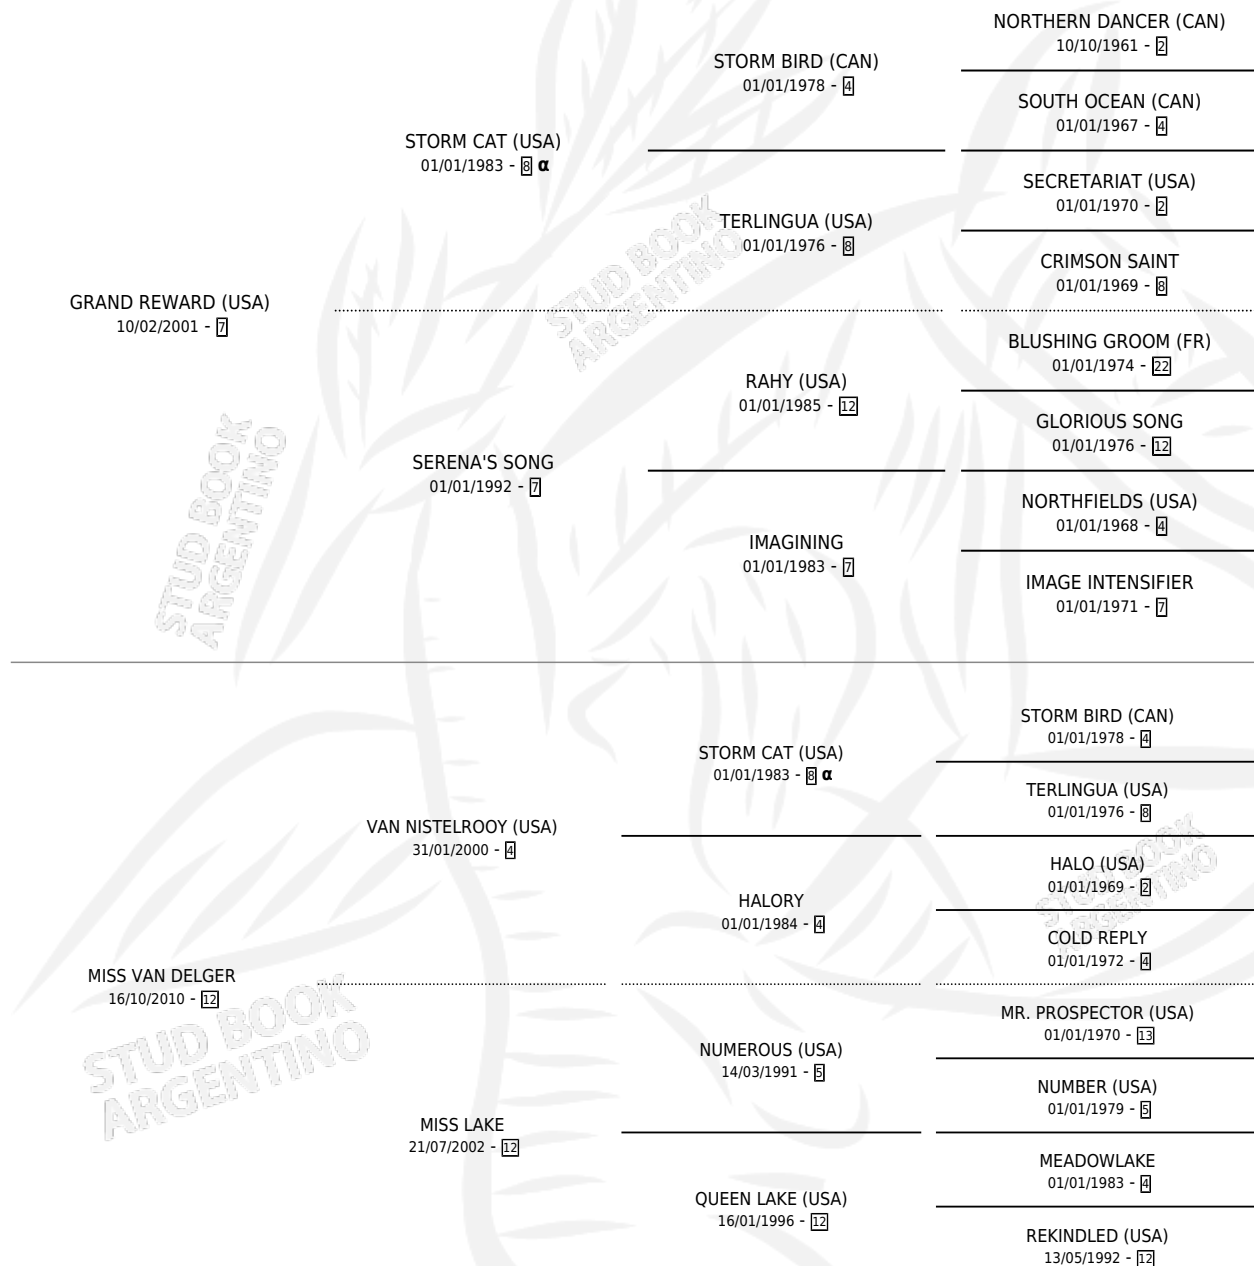 NORTHERN DANCER (CAN)
10/10/1961 - 2
STORM BIRD (CAN)
01/01/1978 - 4
SOUTH OCEAN (CAN)
01/01/1967 - 4
STORM CAT (USA)
01/01/1983 - 8 α
SECRETARIAT (USA)
01/01/1970 - 2
TERLINGUA (USA)
01/01/1976 - 8
CRIMSON SAINT
01/01/1969 - 8
GRAND REWARD (USA)
10/02/2001 - 7
BLUSHING GROOM (FR)
01/01/1974 - 22
RAHY (USA)
01/01/1985 - 12
GLORIOUS SONG
01/01/1976 - 12
SERENA'S SONG
01/01/1992 - 7
NORTHFIELDS (USA)
01/01/1968 - 4
IMAGINING
01/01/1983 - 7
IMAGE INTENSIFIER
01/01/1971 - 7
STORM BIRD (CAN)
01/01/1978 - 4
STORM CAT (USA)
01/01/1983 - 8 α
TERLINGUA (USA)
01/01/1976 - 8
VAN NISTELROOY (USA)
31/01/2000 - 4
HALO (USA)
01/01/1969 - 2
HALORY
01/01/1984 - 4
COLD REPLY
01/01/1972 - 4
MISS VAN DELGER
16/10/2010 - 12
MR. PROSPECTOR (USA)
01/01/1970 - 13
NUMEROUS (USA)
14/03/1991 - 5
NUMBER (USA)
01/01/1979 - 5
MISS LAKE
21/07/2002 - 12
MEADOWLAKE
01/01/1983 - 4
QUEEN LAKE (USA)
16/01/1996 - 12
REKINDLED (USA)
13/05/1992 - 12
STUD BOOK
ARGENTINO
STUD BOOK
ARGENTINO
STUD BOOK
ARGENTINO
STUD BOOK
ARGENTINO